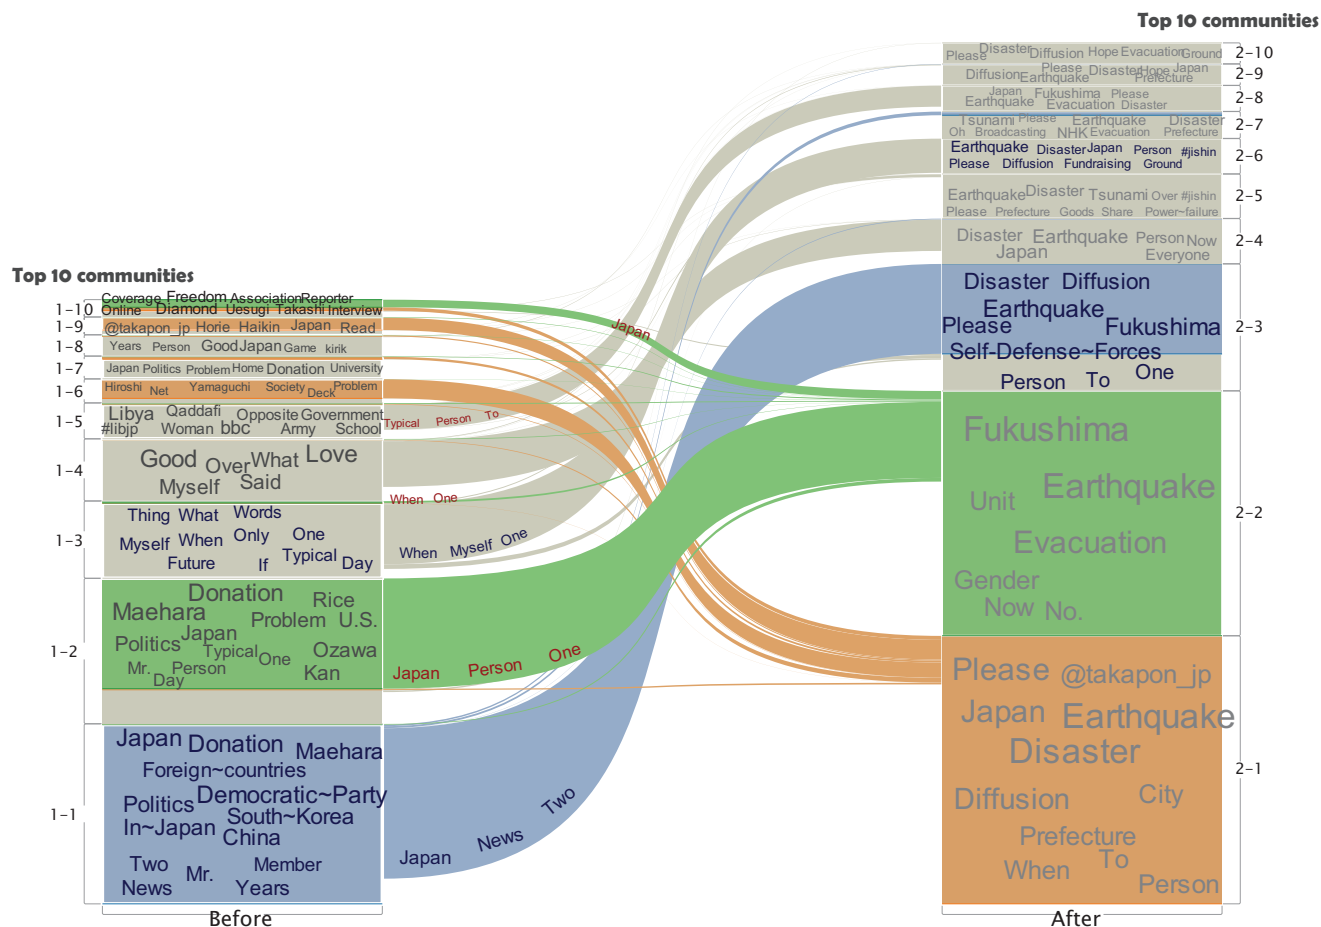 Top 10 communities
Top 10 communities
1-10
Coverage Freedom Association Reporter
Online Diamond Uesugi Takashi Interview
1-9
@takapon_jp Horie Haikin Japan Read
1-8
Years Person Good Japan Game kirik
1-7
Japan Politics Problem Home Donation University
1-6
Hiroshi Net Yamaguchi Society Deck Problem
1-5
Libya Qaddafi Opposite Government
#libjp Woman bbc Army School
1-4
Good Over What Love
Myself Said
1-3
Thing What Words
Myself When Only One
Future If Typical Day
1-2
Donation Rice
Maehara Problem U.S.
Politics Japan
Typical One Ozawa
Mr. Person Kan
Day
1-1
Japan Donation Maehara
Foreign~countries
Politics Democratic~Party
In~Japan South~Korea
China
Two Mr. Member
News Years
Before
Japan
Typical Person To
When One
When Myself One
Japan Person One
Japan News Two
2-10
Please Disaster Diffusion Hope Evacuation Ground
2-9
Please Disaster Hope Japan
Diffusion Earthquake Prefecture
2-8
Japan Fukushima Please
Earthquake Evacuation Disaster
2-7
Tsunami Please Earthquake Disaster
Oh Broadcasting NHK Evacuation Prefecture
2-6
Earthquake Disaster Japan Person #jishin
Please Diffusion Fundraising Ground
2-5
Earthquake Disaster Tsunami Over #jishin
Please Prefecture Goods Share Power~failure
2-4
Disaster Earthquake Person Now
Japan Everyone
2-3
Disaster Diffusion
Earthquake
Please Fukushima
Self-Defense~Forces
Person To One
2-2
Fukushima
Unit Earthquake
Evacuation
Gender
Now No.
2-1
Please @takapon_jp
Japan Earthquake
Disaster
Diffusion City
Prefecture
When To
Person
After